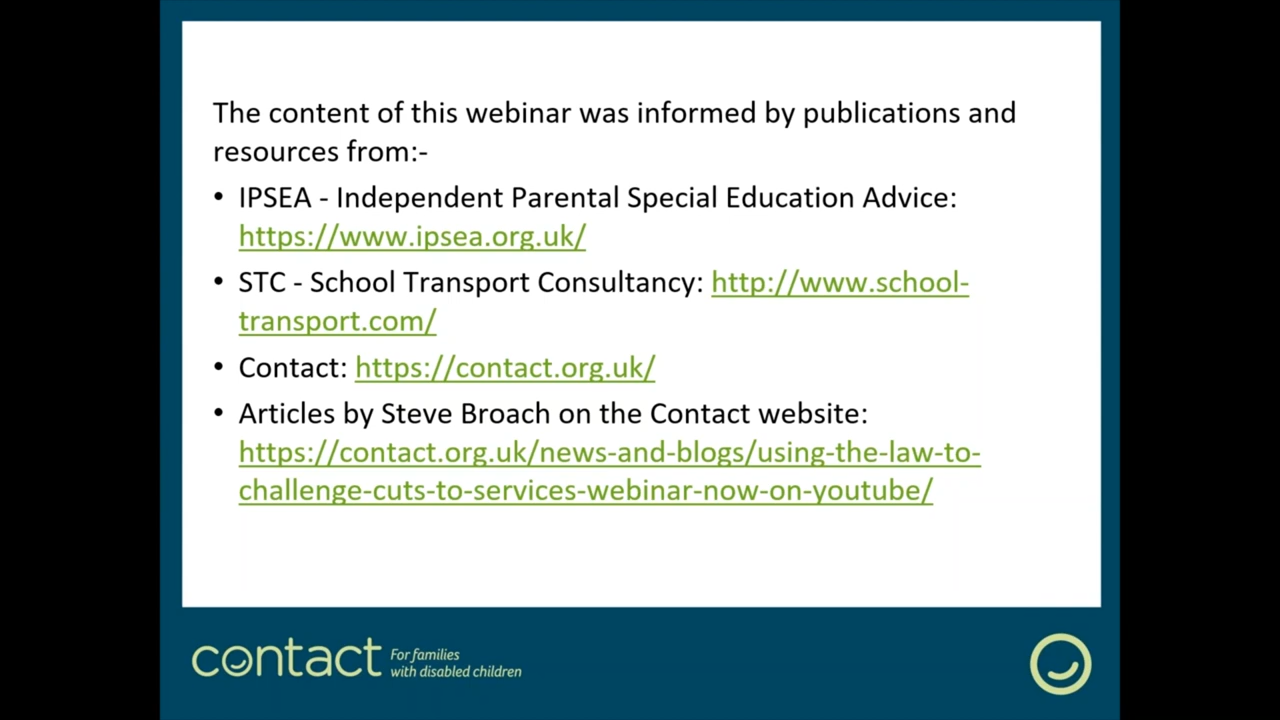 The content of this webinar was informed by publications and
resources from:-
• IPSEA - Independent Parental Special Education Advice:
https://www.ipsea.org.uk/
• STC - School Transport Consultancy: http://www.school-
transport.com/
• Contact: https://contact.org.uk/
• Articles by Steve Broach on the Contact website:
https://contact.org.uk/news-and-blogs/using-the-law-to-
challenge-cuts-to-services-webinar-now-on-youtube/
contact For families
with disabled children